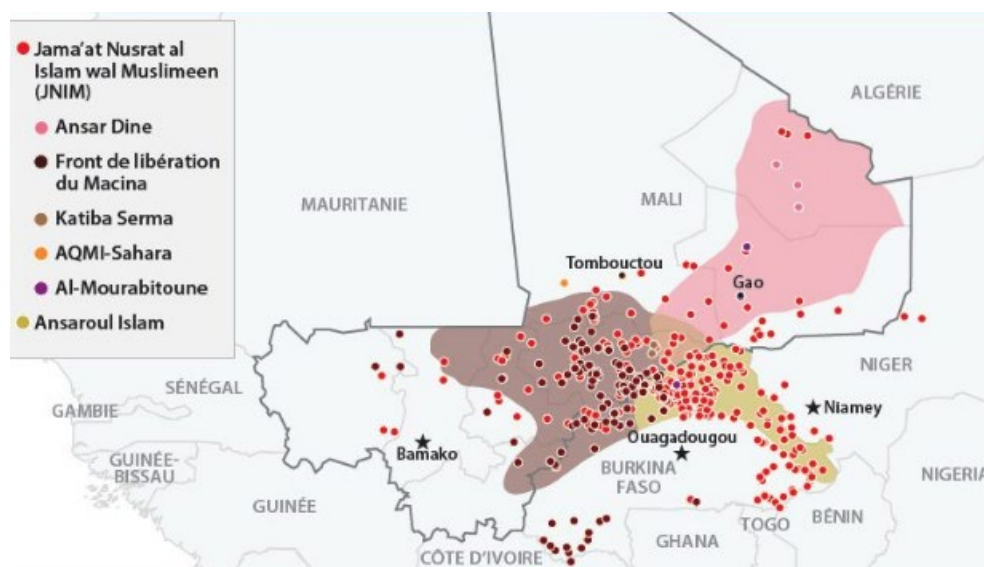 Jama'at Nusrat al
Islam wal Muslimeen
(JNIM)
Ansar Dine
Front de libération
du Macina
Katiba Serma
AQMI-Sahara
Al-Mourabitoune
Ansaroul Islam
ALGÉRIE
MAURITANIE
MALI
Tombouctou
Gao
NIGER
SÉNÉGAL
GAMBIE
Niamey
Bamako
Ouagadougou
GUINÉE-
BISSAU
BURKINA
FASO
NIGERIA
GUINÉE
BÉNIN
TOGO
CÔTE D'IVOIRE
GHANA